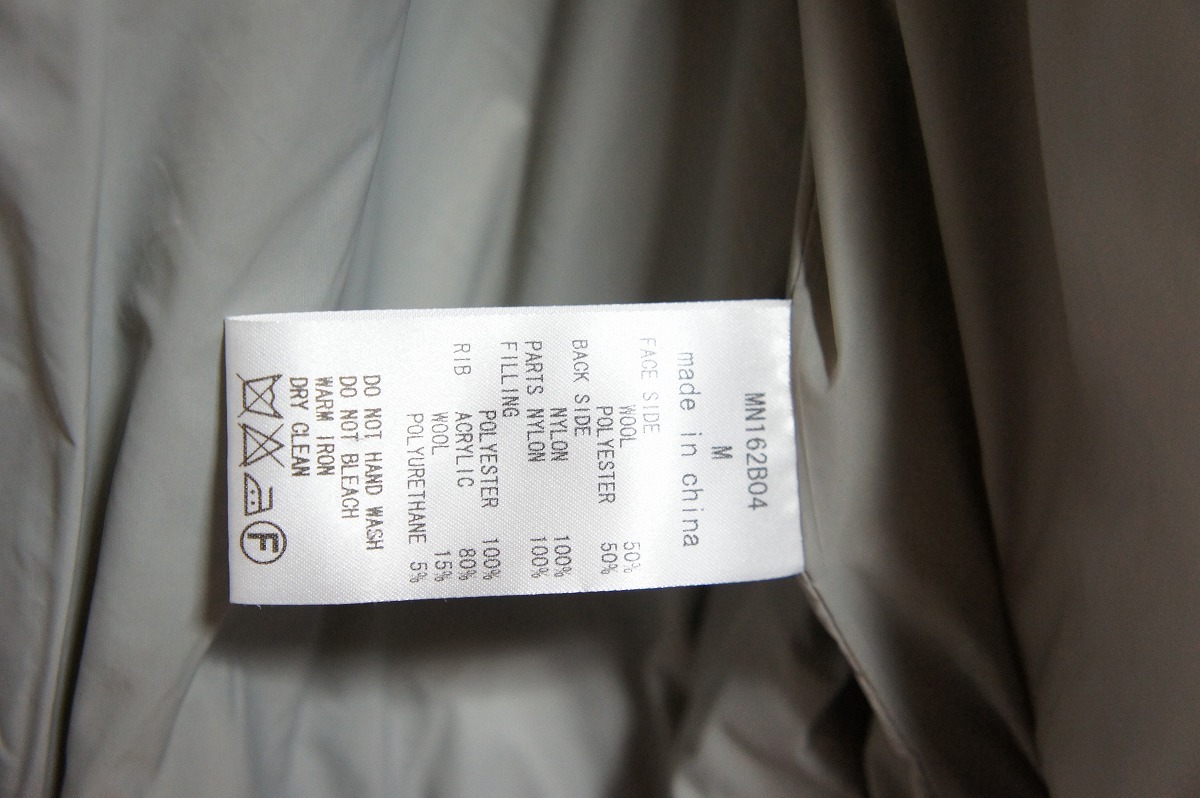 MN162B04
M
made in china
FACE SIDE
WOOL 50%
POLYESTER 50%
BACK SIDE
NYLON 100%
PARTS NYLON 100%
FILLING
POLYESTER 100%
RIB ACRYLIC 80%
WOOL 15%
POLYURETHANE 5%
DO NOT HAND WASH
DO NOT BLEACH
WARM IRON
DRY CLEAN
F